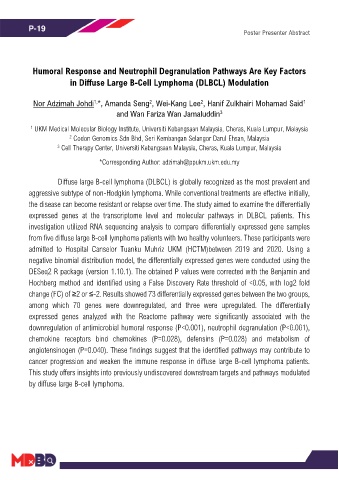 P-19
Poster Presenter Abstract
Humoral Response and Neutrophil Degranulation Pathways Are Key Factors
in Diffuse Large B-Cell Lymphoma (DLBCL) Modulation
Nor Adzimah Johdi¹,*, Amanda Seng², Wei-Kang Lee², Hanif Zulkhairi Mohamad Said¹
and Wan Fariza Wan Jamaluddin³
¹ UKM Medical Molecular Biology Institute, Universiti Kebangsaan Malaysia, Cheras, Kuala Lumpur, Malaysia
² Codon Genomics Sdn Bhd, Seri Kembangan Selangor Darul Ehsan, Malaysia
³ Cell Therapy Center, Universiti Kebangsaan Malaysia, Cheras, Kuala Lumpur, Malaysia
*Corresponding Author: adzimah@ppukm.ukm.edu.my
Diffuse large B-cell lymphoma (DLBCL) is globally recognized as the most prevalent and
aggressive subtype of non-Hodgkin lymphoma. While conventional treatments are effective initially,
the disease can become resistant or relapse over time. The study aimed to examine the differentially
expressed genes at the transcriptome level and molecular pathways in DLBCL patients. This
investigation utilized RNA sequencing analysis to compare differentially expressed gene samples
from five diffuse large B-cell lymphoma patients with two healthy volunteers. These participants were
admitted to Hospital Canselor Tuanku Muhriz UKM (HCTM)between 2019 and 2020. Using a
negative binomial distribution model, the differentially expressed genes were conducted using the
DESeq2 R package (version 1.10.1). The obtained P values were corrected with the Benjamin and
Hochberg method and identified using a False Discovery Rate threshold of <0.05, with log2 fold
change (FC) of ≥2 or ≤-2. Results showed 73 differentially expressed genes between the two groups,
among which 70 genes were downregulated, and three were upregulated. The differentially
expressed genes analyzed with the Reactome pathway were significantly associated with the
downregulation of antimicrobial humoral response (P<0.001), neutrophil degranulation (P<0.001),
chemokine receptors bind chemokines (P=0.028), defensins (P=0.028) and metabolism of
angiotensinogen (P=0.040). These findings suggest that the identified pathways may contribute to
cancer progression and weaken the immune response in diffuse large B-cell lymphoma patients.
This study offers insights into previously undiscovered downstream targets and pathways modulated
by diffuse large B-cell lymphoma.